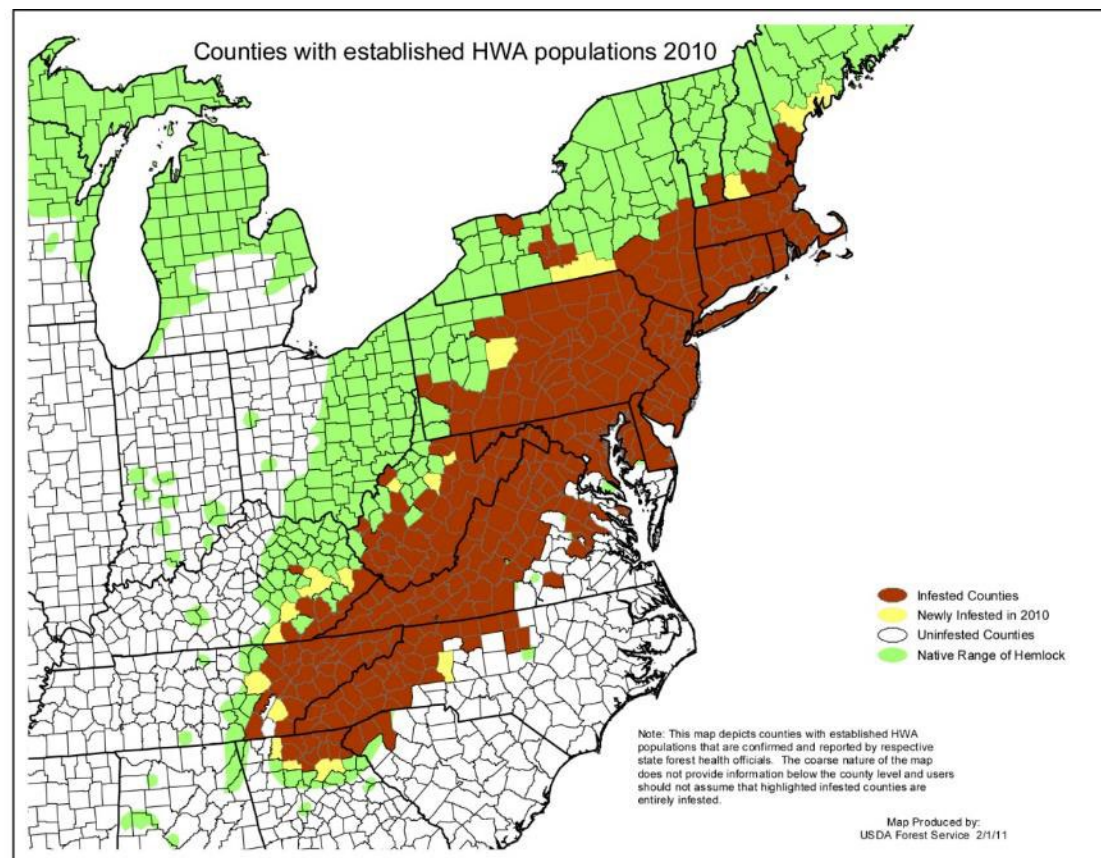 Counties with established HWA populations 2010
Infested Counties
Newly Infested in 2010
Uninfested Counties
Native Range of Hemlock
Note: This map depicts counties with established HWA
populations that are confirmed and reported by respective
state forest health officials. The coarse nature of the map
does not provide information below the county level and users
should not assume that highlighted infested counties are
entirely infested.
Map Produced by:
USDA Forest Service 2/1/11